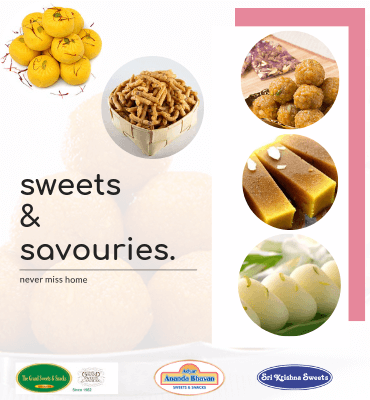 sweets
&
savouries.
never miss home
The Grand Sweets & Snacks
Since 1982
Adyar
Ananda Bhavan
SWEETS & SNACKS
Sri Krishna Sweets